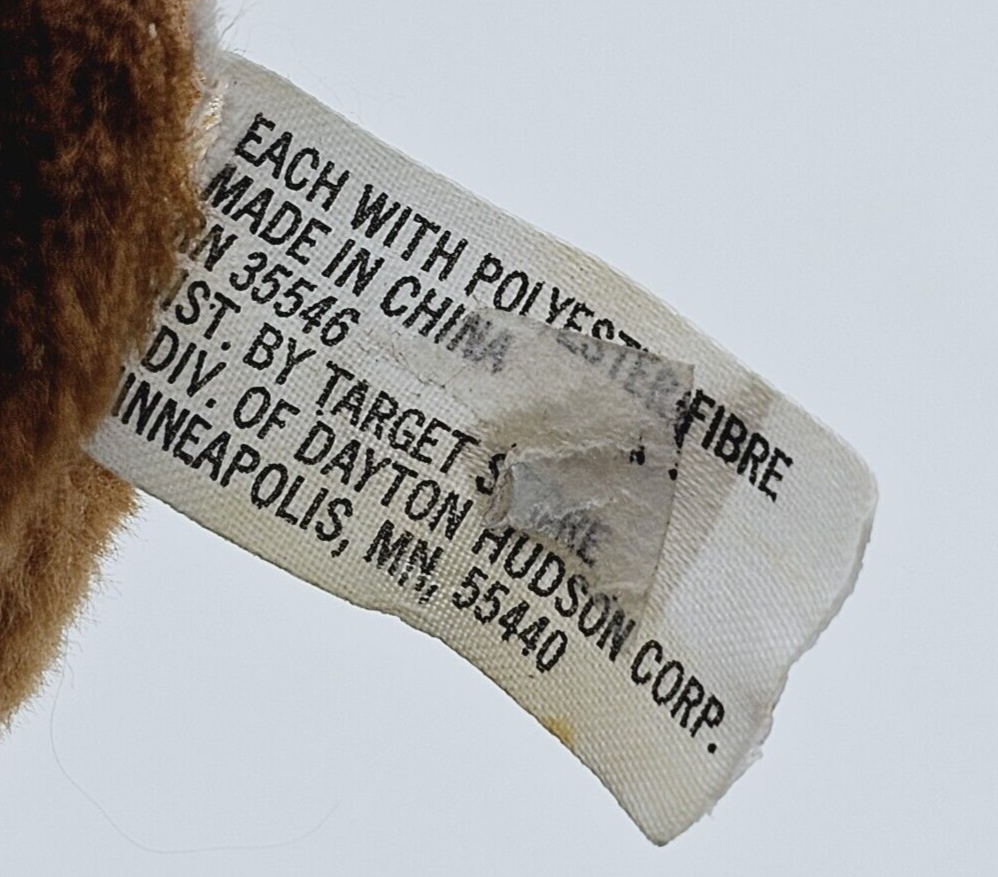 EACH WITH POLYESTER FIBRE
MADE IN CHINA
RN 35546
IST. BY TARGET
DIV. OF DAYTON HUDSON CORP.
INNEAPOLIS, MN, 55440